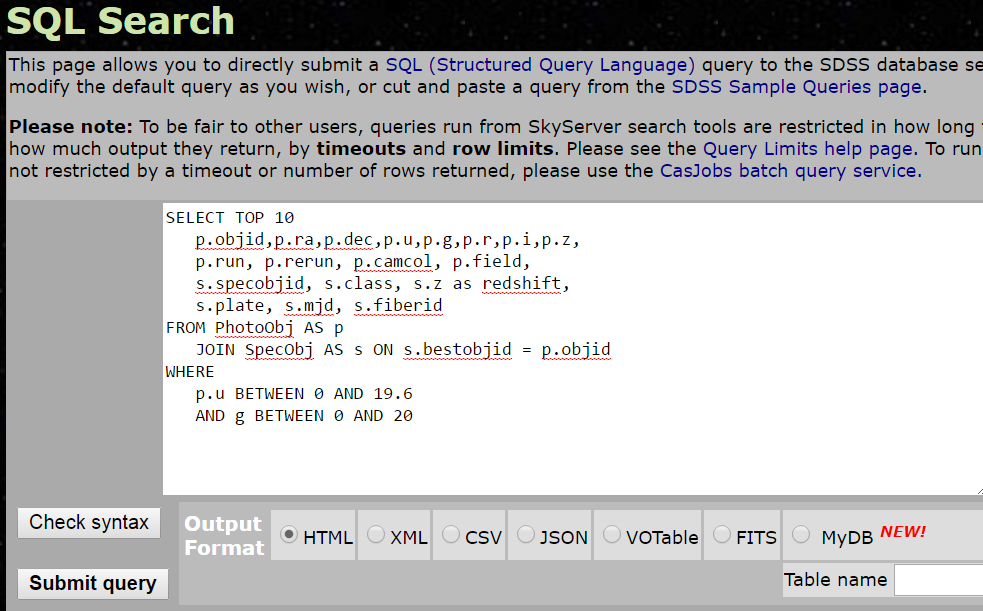 SQL Search
This page allows you to directly submit a SQL (Structured Query Language) query to the SDSS database se
modify the default query as you wish, or cut and paste a query from the SDSS Sample Queries page.
Please note: To be fair to other users, queries run from SkyServer search tools are restricted in how long
how much output they return, by timeouts and row limits. Please see the Query Limits help page. To run
not restricted by a timeout or number of rows returned, please use the CasJobs batch query service.
SELECT TOP 10
p.objid,p.ra,p.dec,p.u,p.g,p.r,p.i,p.z,
p.run, p.rerun, p.camcol, p.field,
s.specobjid, s.class, s.z as redshift,
s.plate, s.mjd, s.fiberid
FROM PhotoObj AS p
JOIN SpecObj AS s ON s.bestobjid = p.objid
WHERE
p.u BETWEEN 0 AND 19.6
AND g BETWEEN 0 AND 20
Check syntax
Submit query
Output
Format
HTML XML CSV JSON VOTable FITS MyDB NEW!
Table name